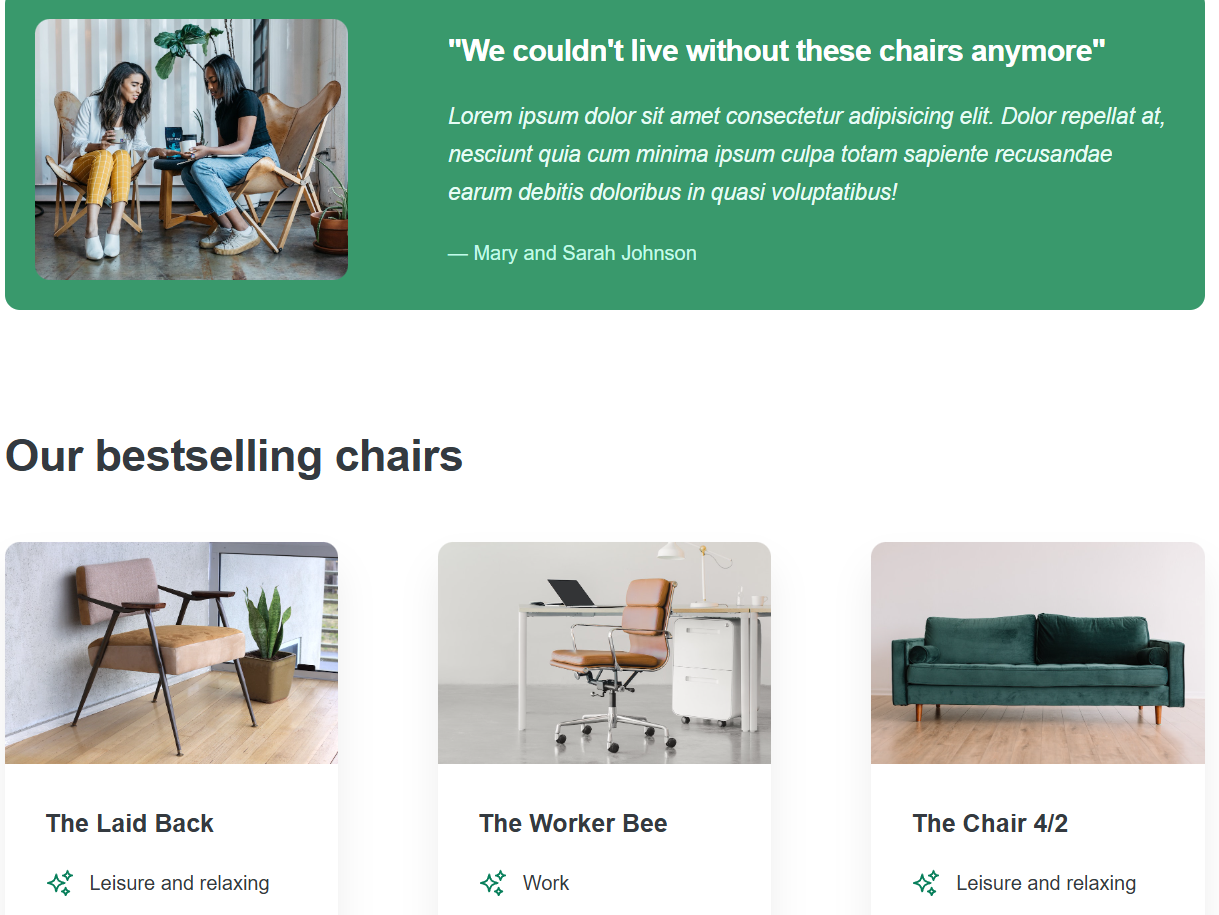 "We couldn't live without these chairs anymore"
Lorem ipsum dolor sit amet consectetur adipisicing elit. Dolor repellat at,
nesciunt quia cum minima ipsum culpa totam sapiente recusandae
earum debitis doloribus in quasi voluptatibus!
— Mary and Sarah Johnson
Our bestselling chairs
The Laid Back
The Worker Bee
The Chair 4/2
Leisure and relaxing
Work
Leisure and relaxing